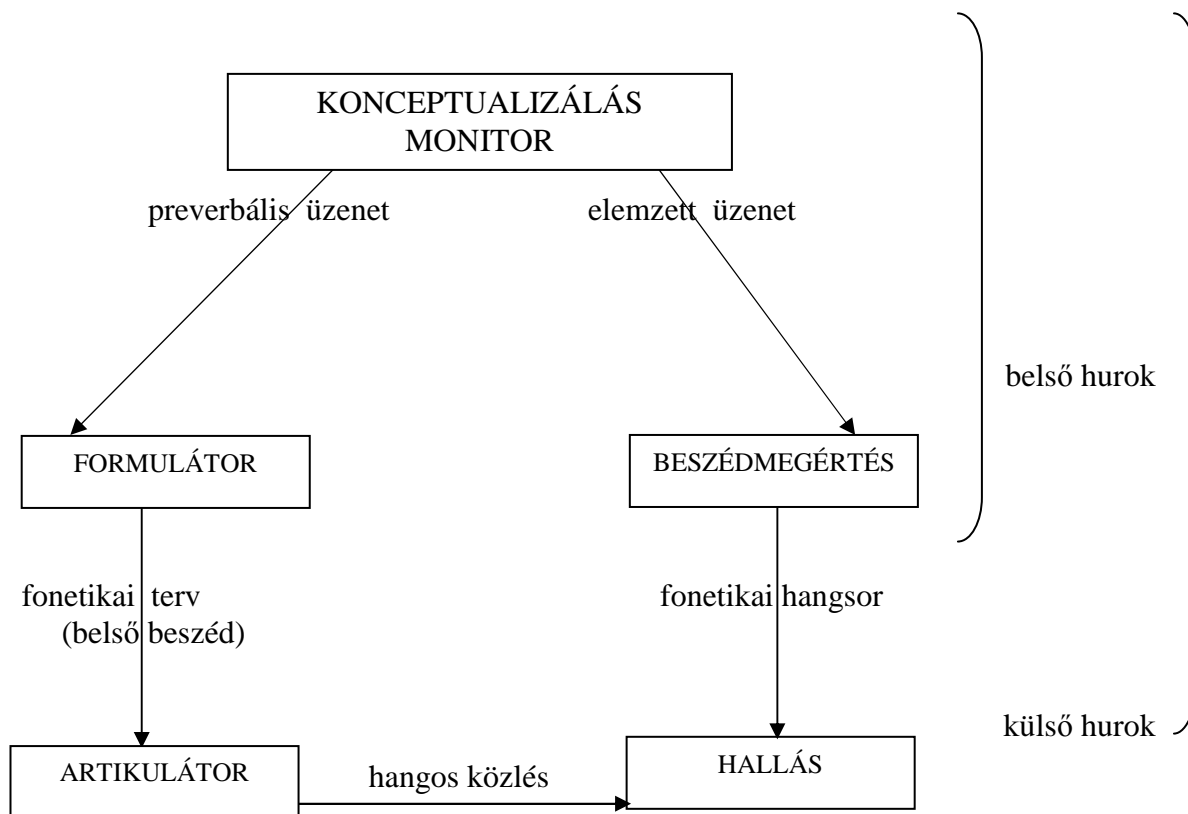 KONCEPTUALIZÁLÁS
MONITOR
preverbális üzenet
elemzett üzenet
belső hurok
FORMULÁTOR
BESZÉDMEGÉRTÉS
fonetikai terv
(belső beszéd)
fonetikai hangsor
külső hurok
ARTIKULÁTOR
hangos közlés
HALLÁS